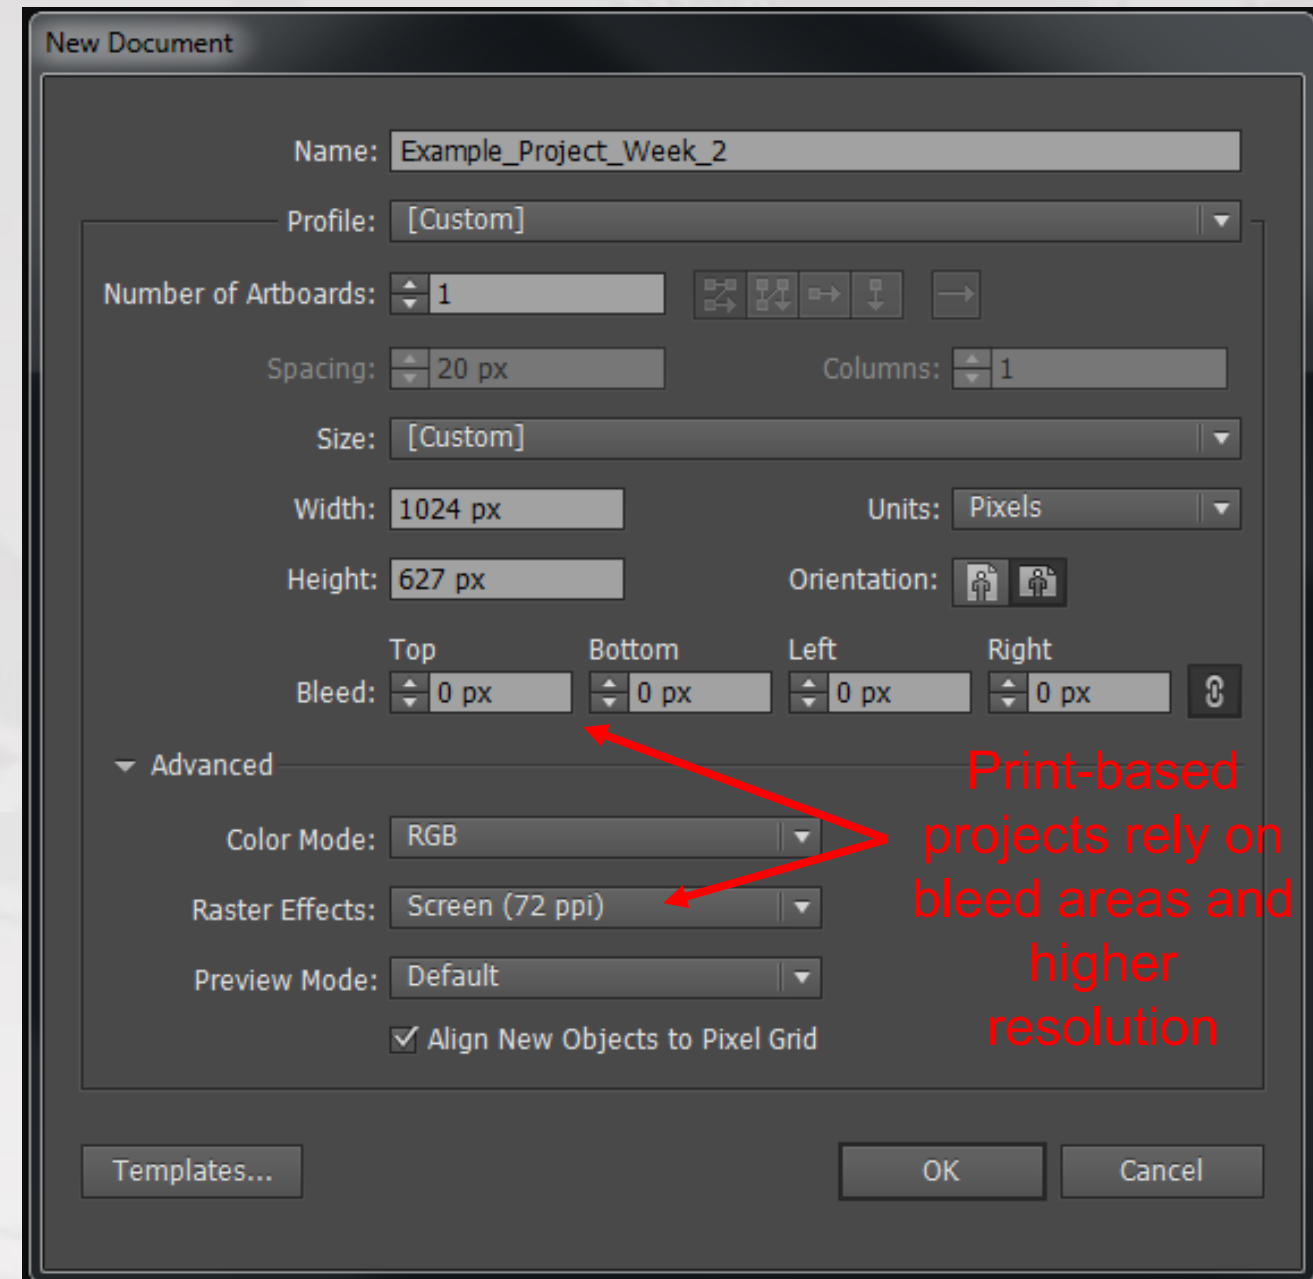 New Document
Name: Example_Project_Week_2
Profile: [Custom]
Number of Artboards: 1
Spacing: 20 px Columns: 1
Size: [Custom]
Width: 1024 px Units: Pixels
Height: 627 px Orientation:
Top Bottom Left Right
Bleed: 0 px 0 px 0 px 0 px
Advanced
Color Mode: RGB
Raster Effects: Screen (72 ppi)
Preview Mode: Default
Align New Objects to Pixel Grid
Print-based
projects rely on
bleed areas and
higher
resolution
Templates... OK Cancel